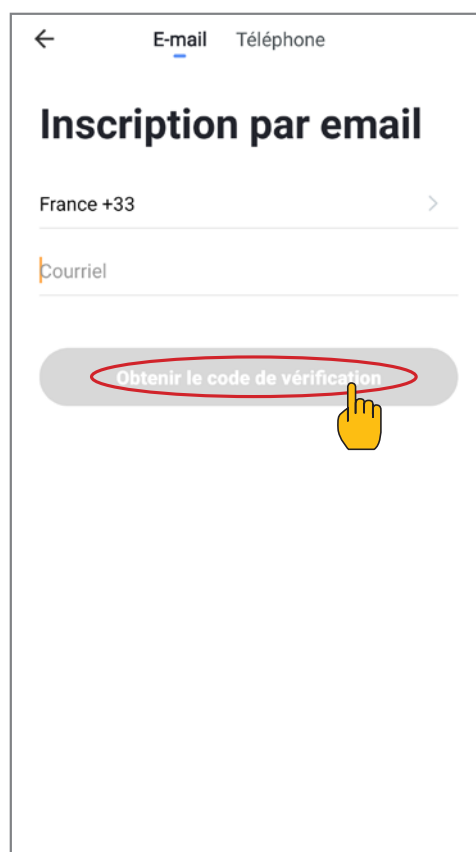 E-mail Téléphone
Inscription par email
France +33
Courriel
Obtenir le code de vérification